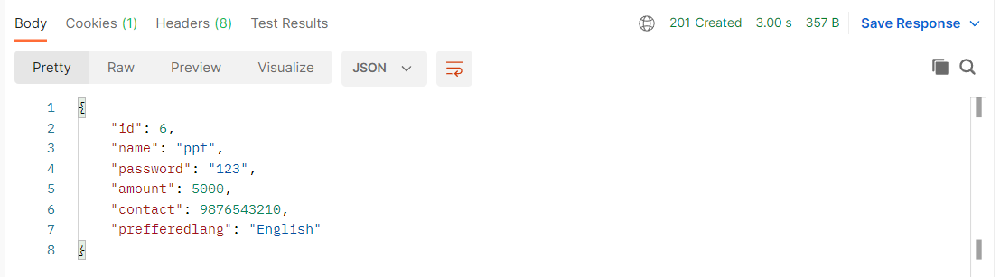 Body Cookies (1) Headers (8) Test Results 201 Created 3.00 s 357 B Save Response
Pretty Raw Preview Visualize JSON
1 {
2 "id": 6,
3 "name": "ppt",
4 "password": "123",
5 "amount": 5000,
6 "contact": 9876543210,
7 "prefferedlang": "English"
8 }